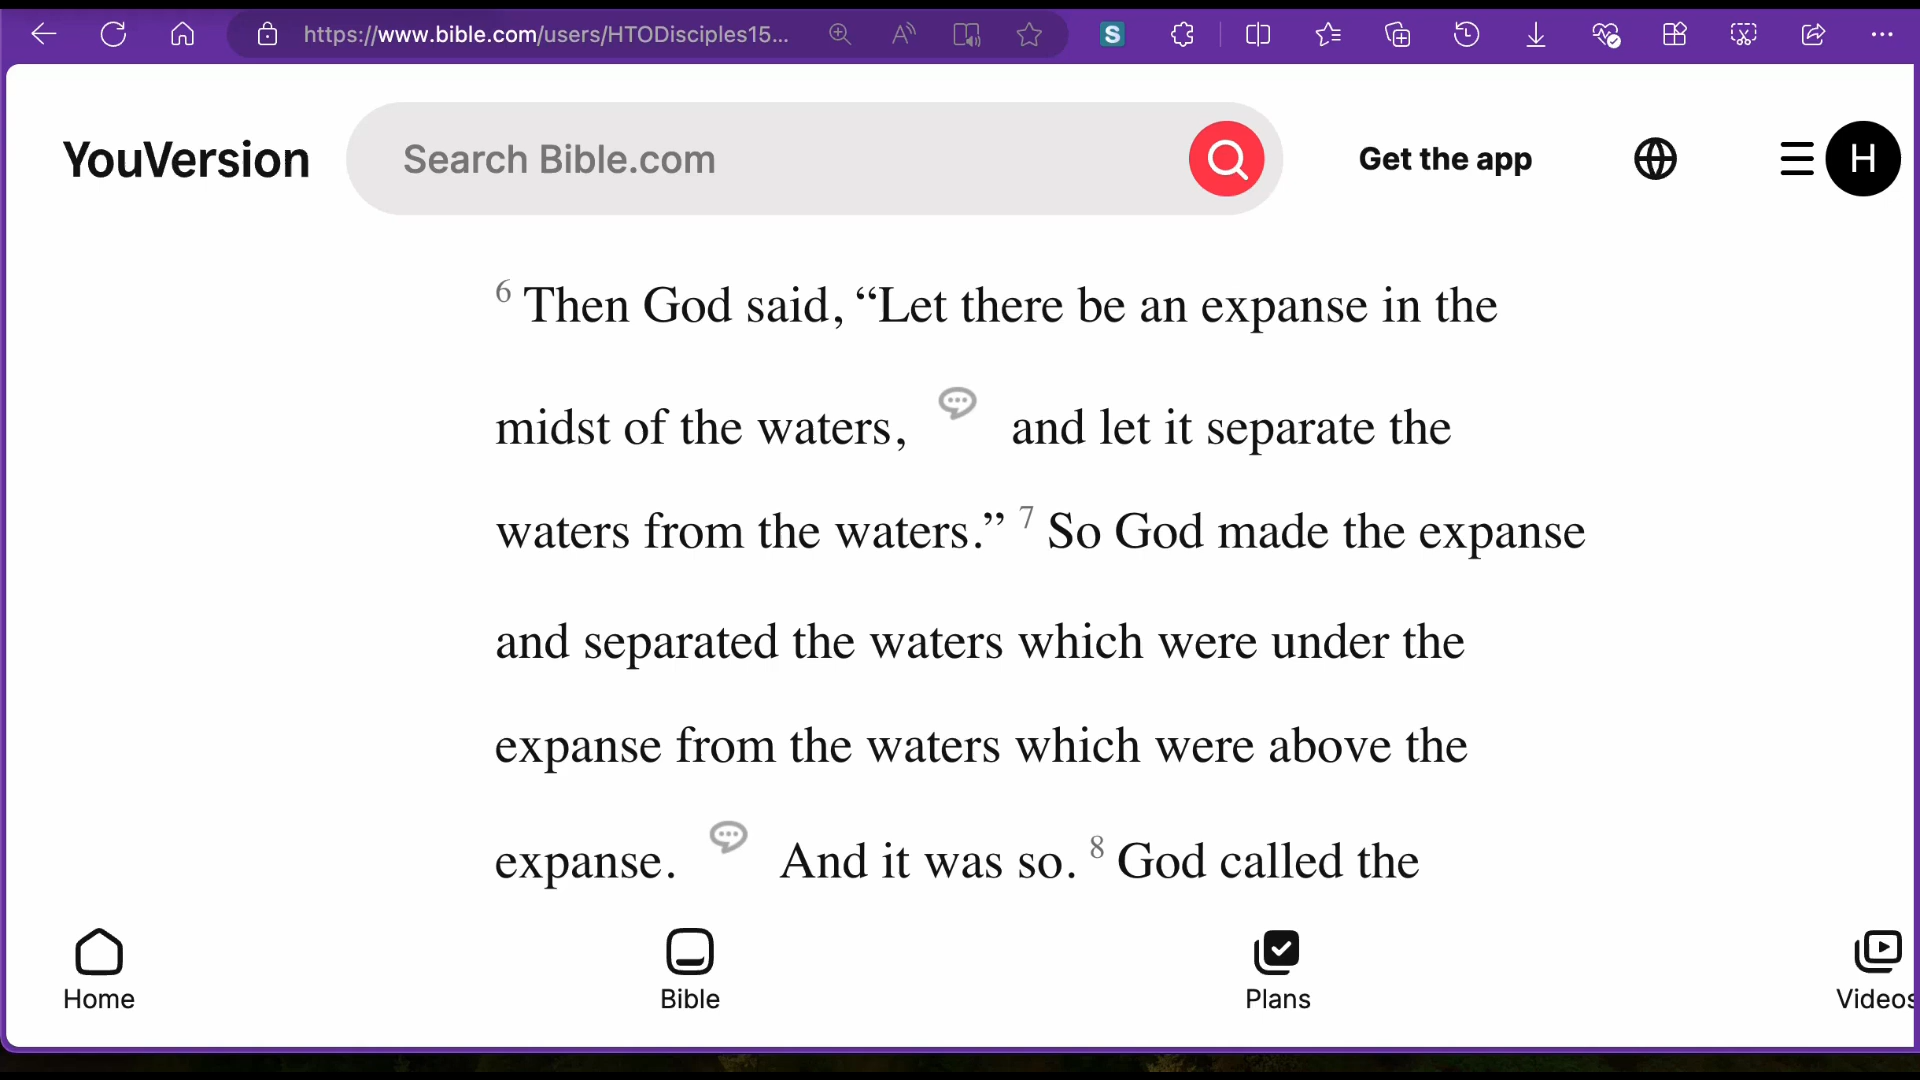 https://www.bible.com/users/HTODisciples15...
A
S
YouVersion
Search Bible.com
Get the app
H
6 Then God said, “Let there be an expanse in the
midst of the waters, and let it separate the
waters from the waters.” 7 So God made the expanse
and separated the waters which were under the
expanse from the waters which were above the
expanse. And it was so. 8 God called the
Home
Bible
Plans
Videos